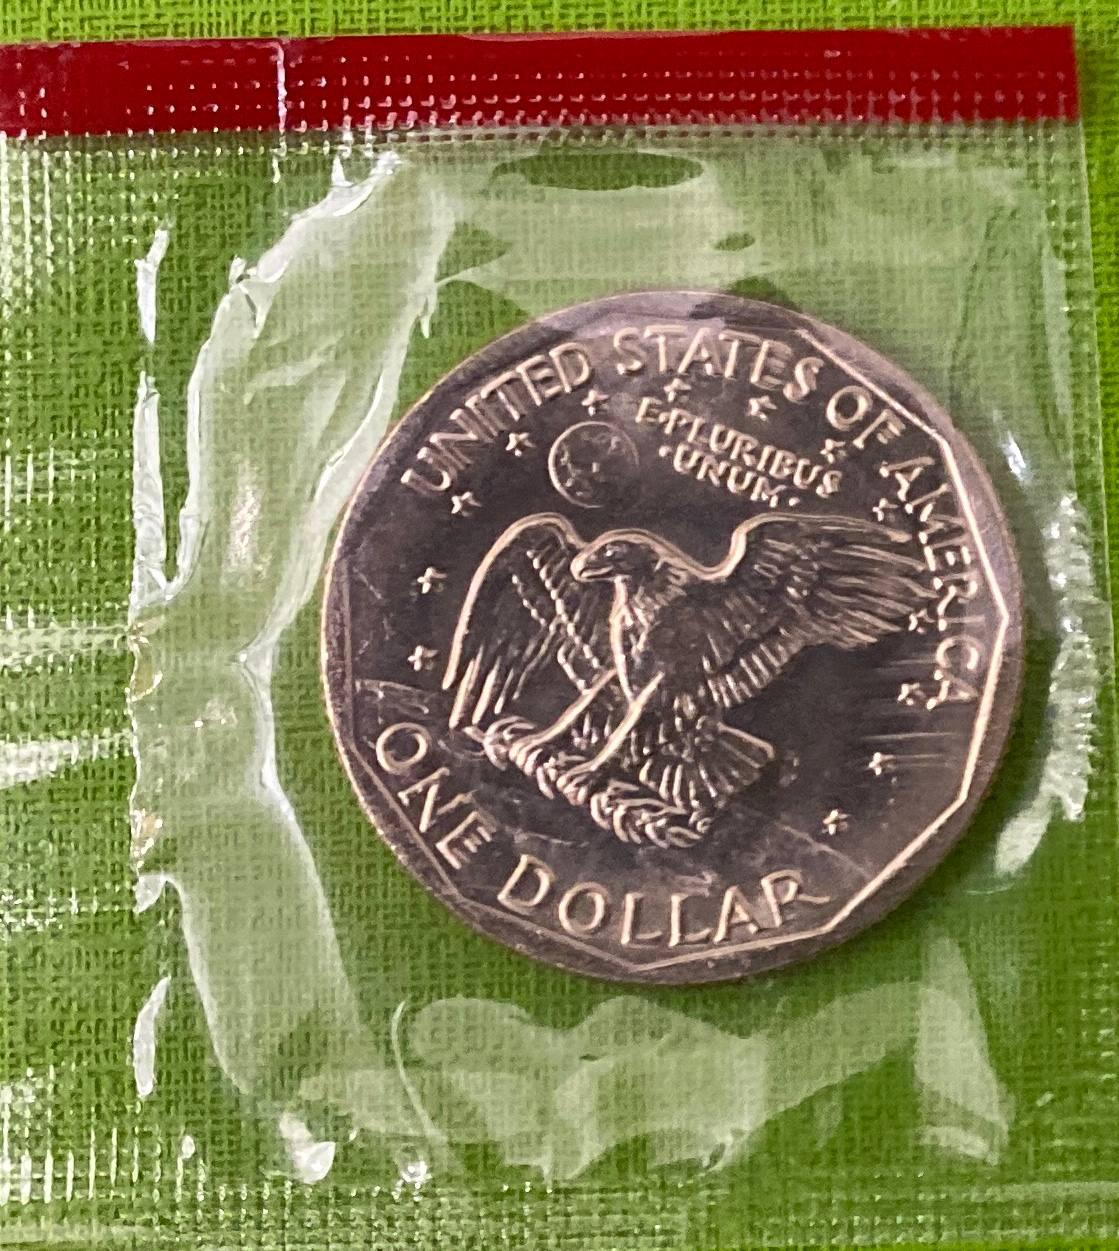 UNITED STATES OF AMERICA
E·PLURIBUS
·UNUM·
ONE DOLLAR